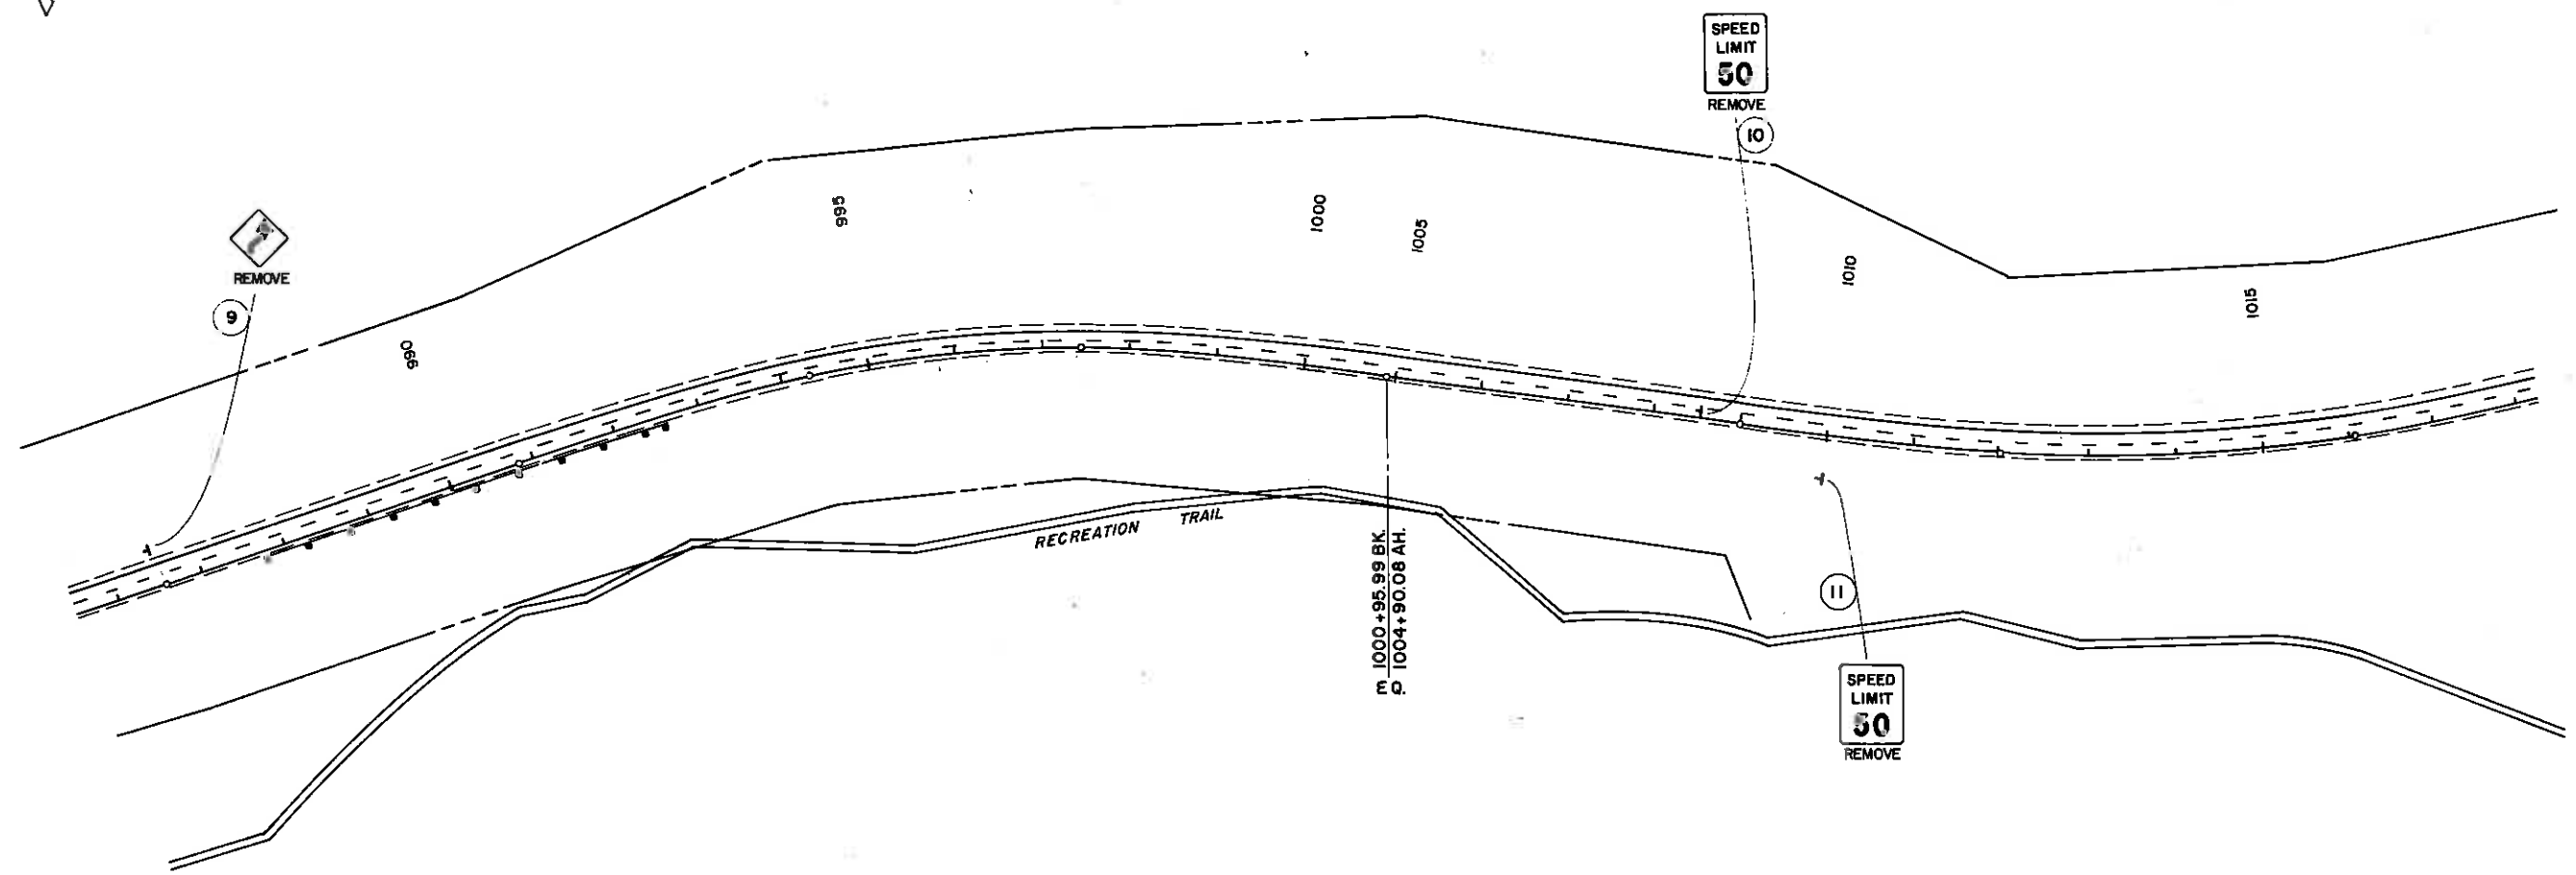 SPEED
LIMIT
50
REMOVE
10
995
1000
1005
REMOVE
9
1010
1015
990
RECREATION TRAIL
E 1000+95.99 BK.
Q. 1004+90.08 AH.
11
SPEED
LIMIT
50
REMOVE